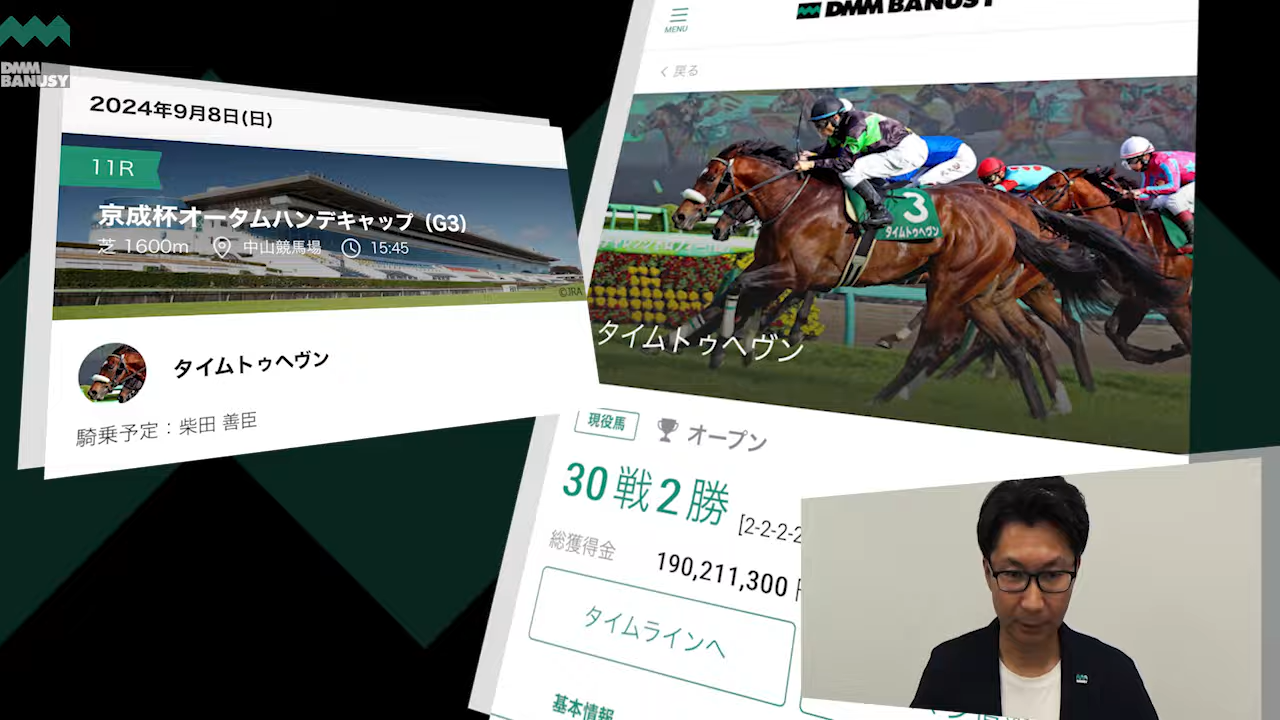 DMM
BANUSY
2024年9月8日(日)
11R
京成杯オータムハンデキャップ（G3）
芝 1600m 中山競馬場 15:45
©JRA
タイムトゥヘヴン
騎乗予定：柴田 善臣
MENU
DMM BANUSY
戻る
3
タイムトゥヘヴン
タイムトゥヘヴン
現役馬 オープン
30戦2勝 [2-2-2-2
総獲得金 190,211,300
タイムラインへ
基本情報